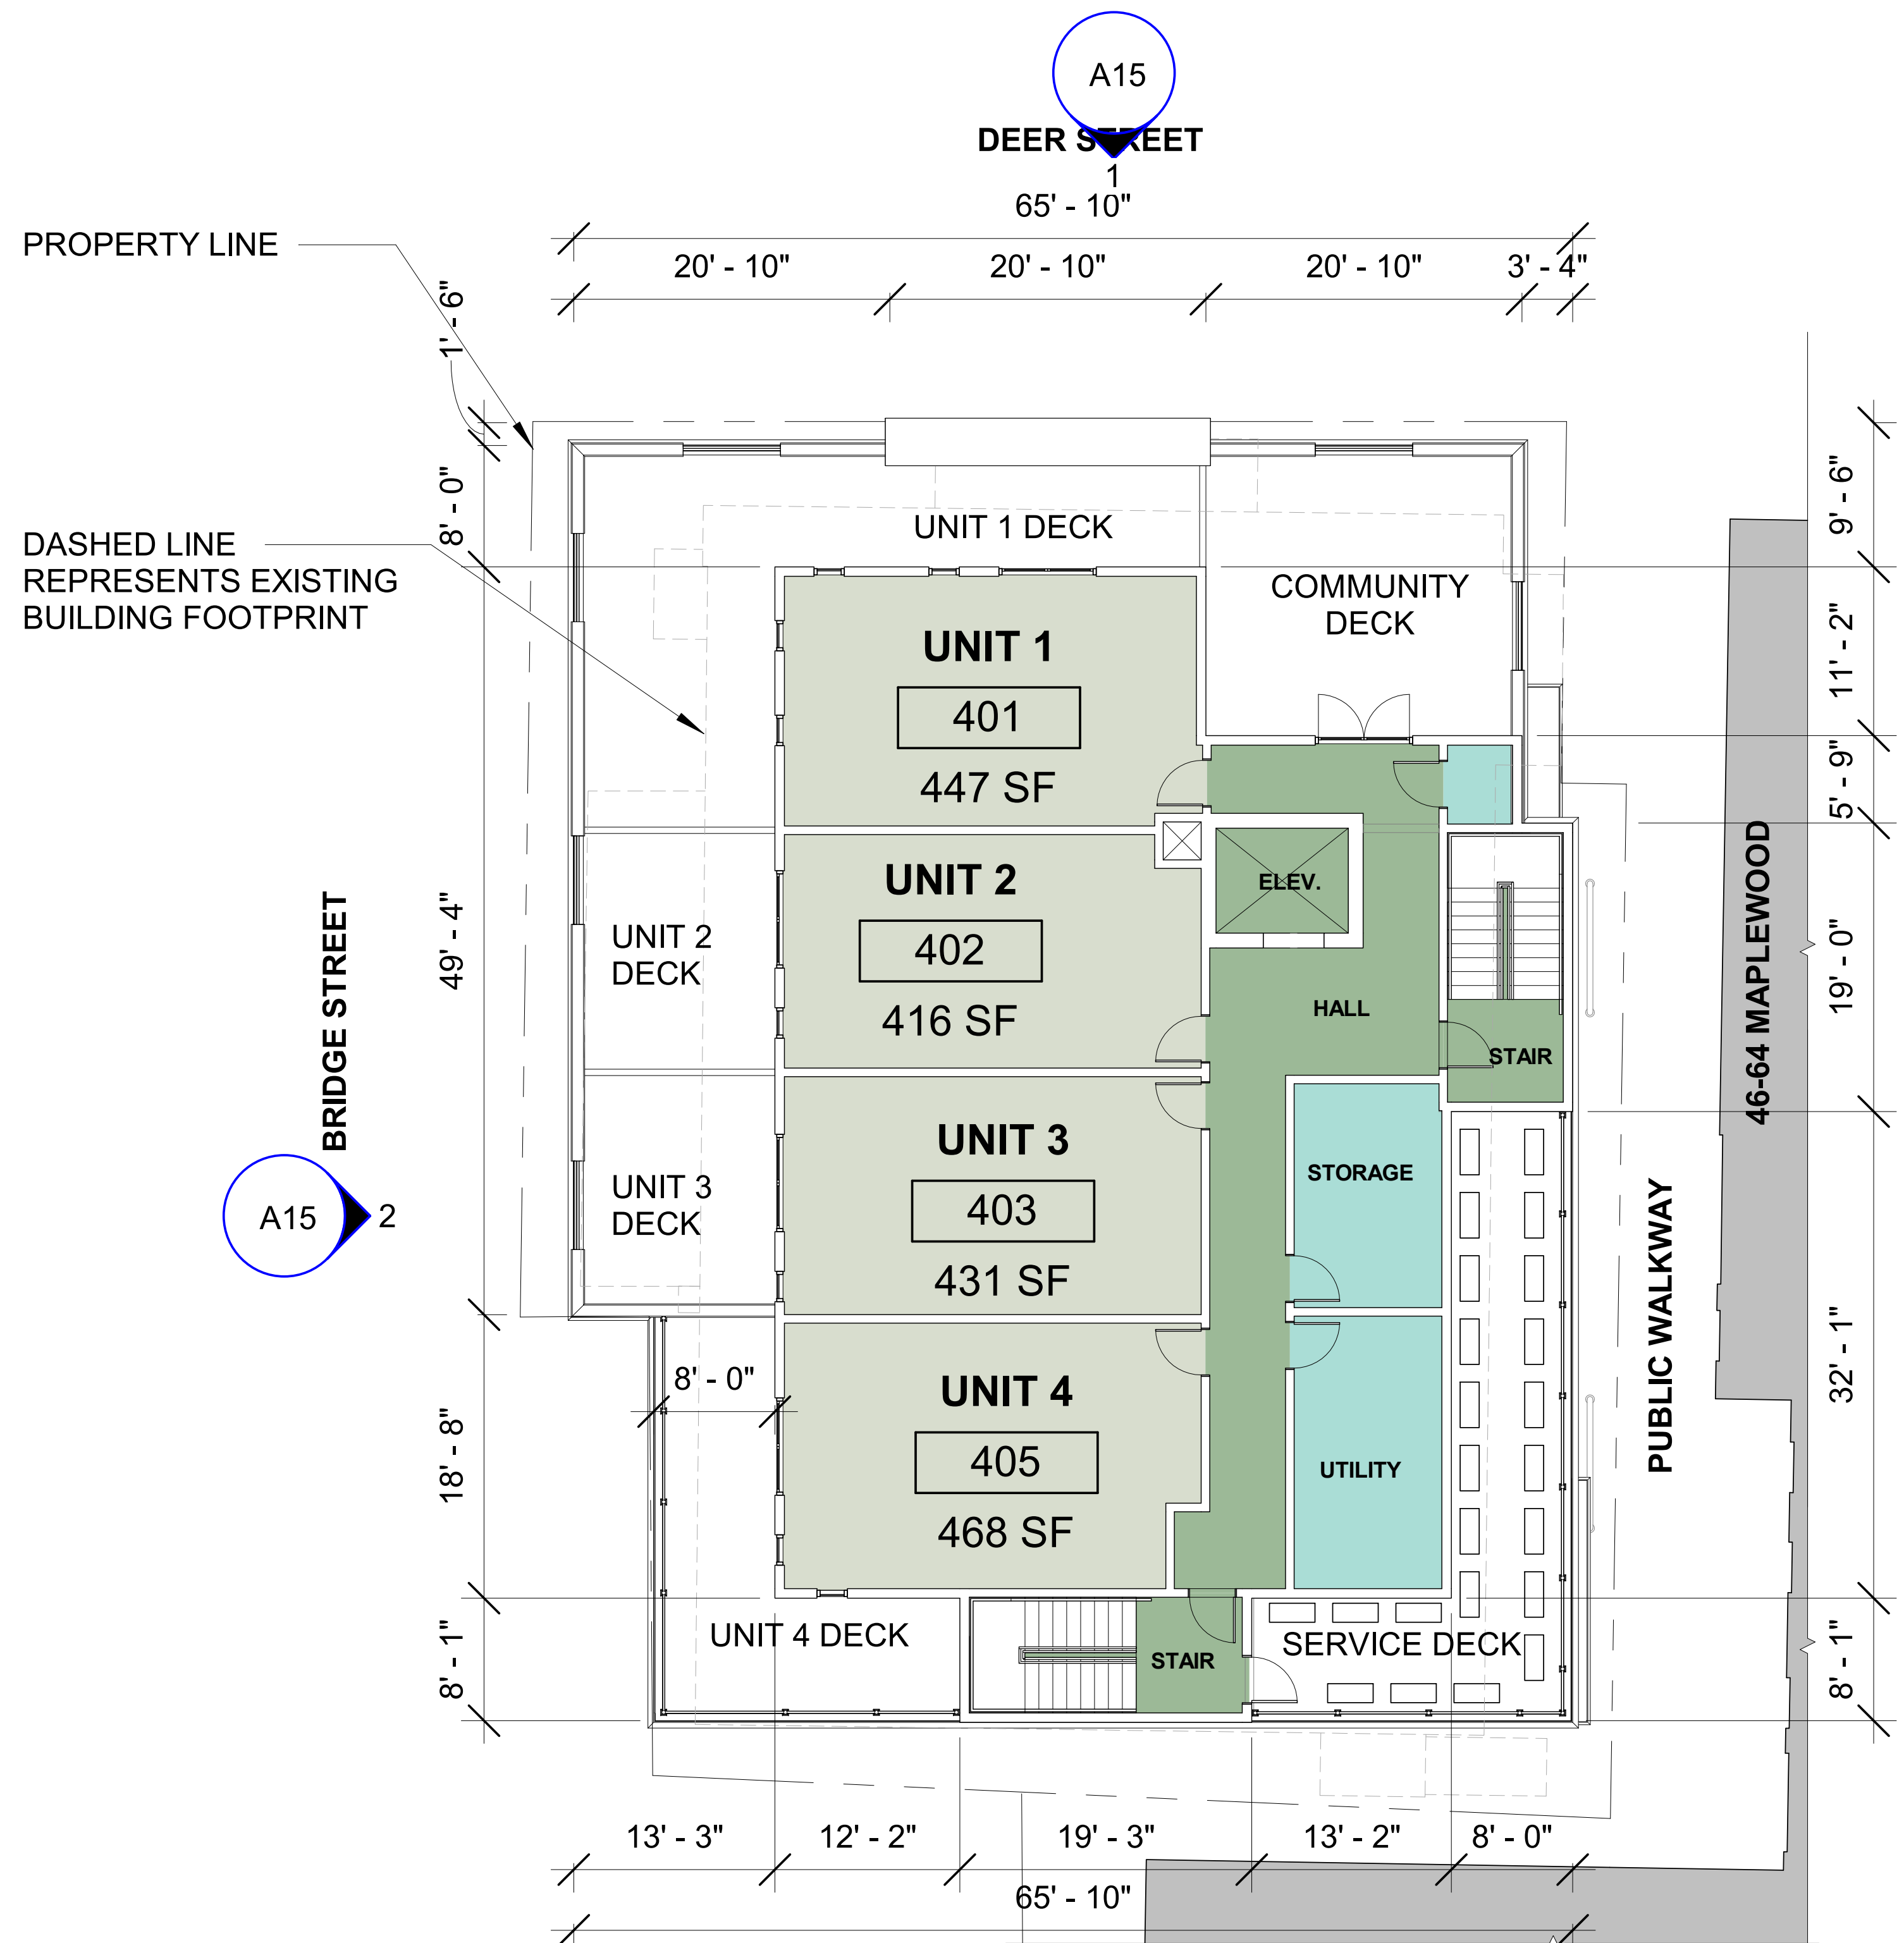 A15
DEER STREET
1
65' - 10"
PROPERTY LINE
20' - 10"
20' - 10"
20' - 10"
3' - 4"
1' - 6"
8' - 0"
9' - 6"
UNIT 1 DECK
DASHED LINE
REPRESENTS EXISTING
BUILDING FOOTPRINT
COMMUNITY
DECK
11' - 2"
UNIT 1
401
447 SF
5' - 9"
UNIT 2
402
416 SF
ELEV.
UNIT 2
DECK
49' - 4"
BRIDGE STREET
HALL
STAIR
19' - 0"
46-64 MAPLEWOOD
UNIT 3
403
431 SF
STORAGE
UNIT 3
DECK
A15
2
PUBLIC WALKWAY
32' - 1"
8' - 0"
UNIT 4
405
468 SF
UTILITY
18' - 8"
UNIT 4 DECK
STAIR
SERVICE DECK
8' - 1"
8' - 1"
13' - 3"
12' - 2"
19' - 3"
13' - 2"
8' - 0"
65' - 10"